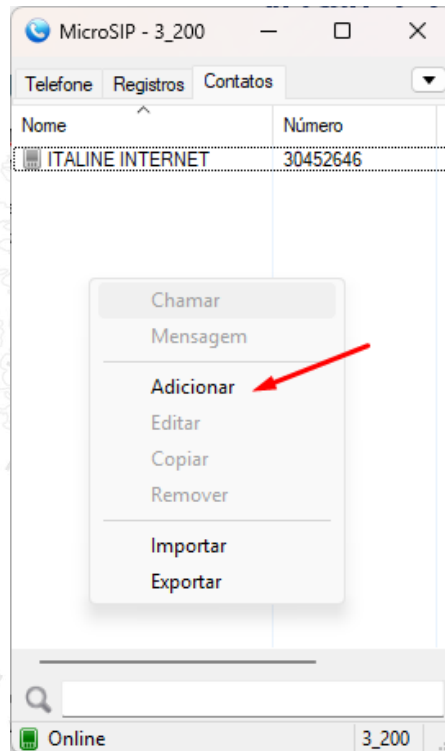 MicroSIP - 3_200
Telefone Registros Contatos
Nome Número
ITALINE INTERNET 30452646
Chamar
Mensagem
Adicionar
Editar
Copiar
Remover
Importar
Exportar
Online 3_200